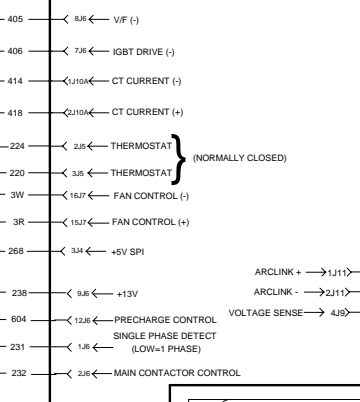 405 8J6 V/F (-)
406 7J6 IGBT DRIVE (-)
414 1J10A CT CURRENT (-)
418 2J10A CT CURRENT (+)
224 2J5 THERMOSTAT
(NORMALLY CLOSED)
220 3J5 THERMOSTAT
3W 16J7 FAN CONTROL (-)
3R 15J7 FAN CONTROL (+)
268 3J4 +5V SPI
ARCLINK + 1J11
238 9J6 +13V
ARCLINK - 2J11
VOLTAGE SENSE 4J9
604 12J6 PRECHARGE CONTROL
SINGLE PHASE DETECT
231 1J6 (LOW=1 PHASE)
232 2J6 MAIN CONTACTOR CONTROL